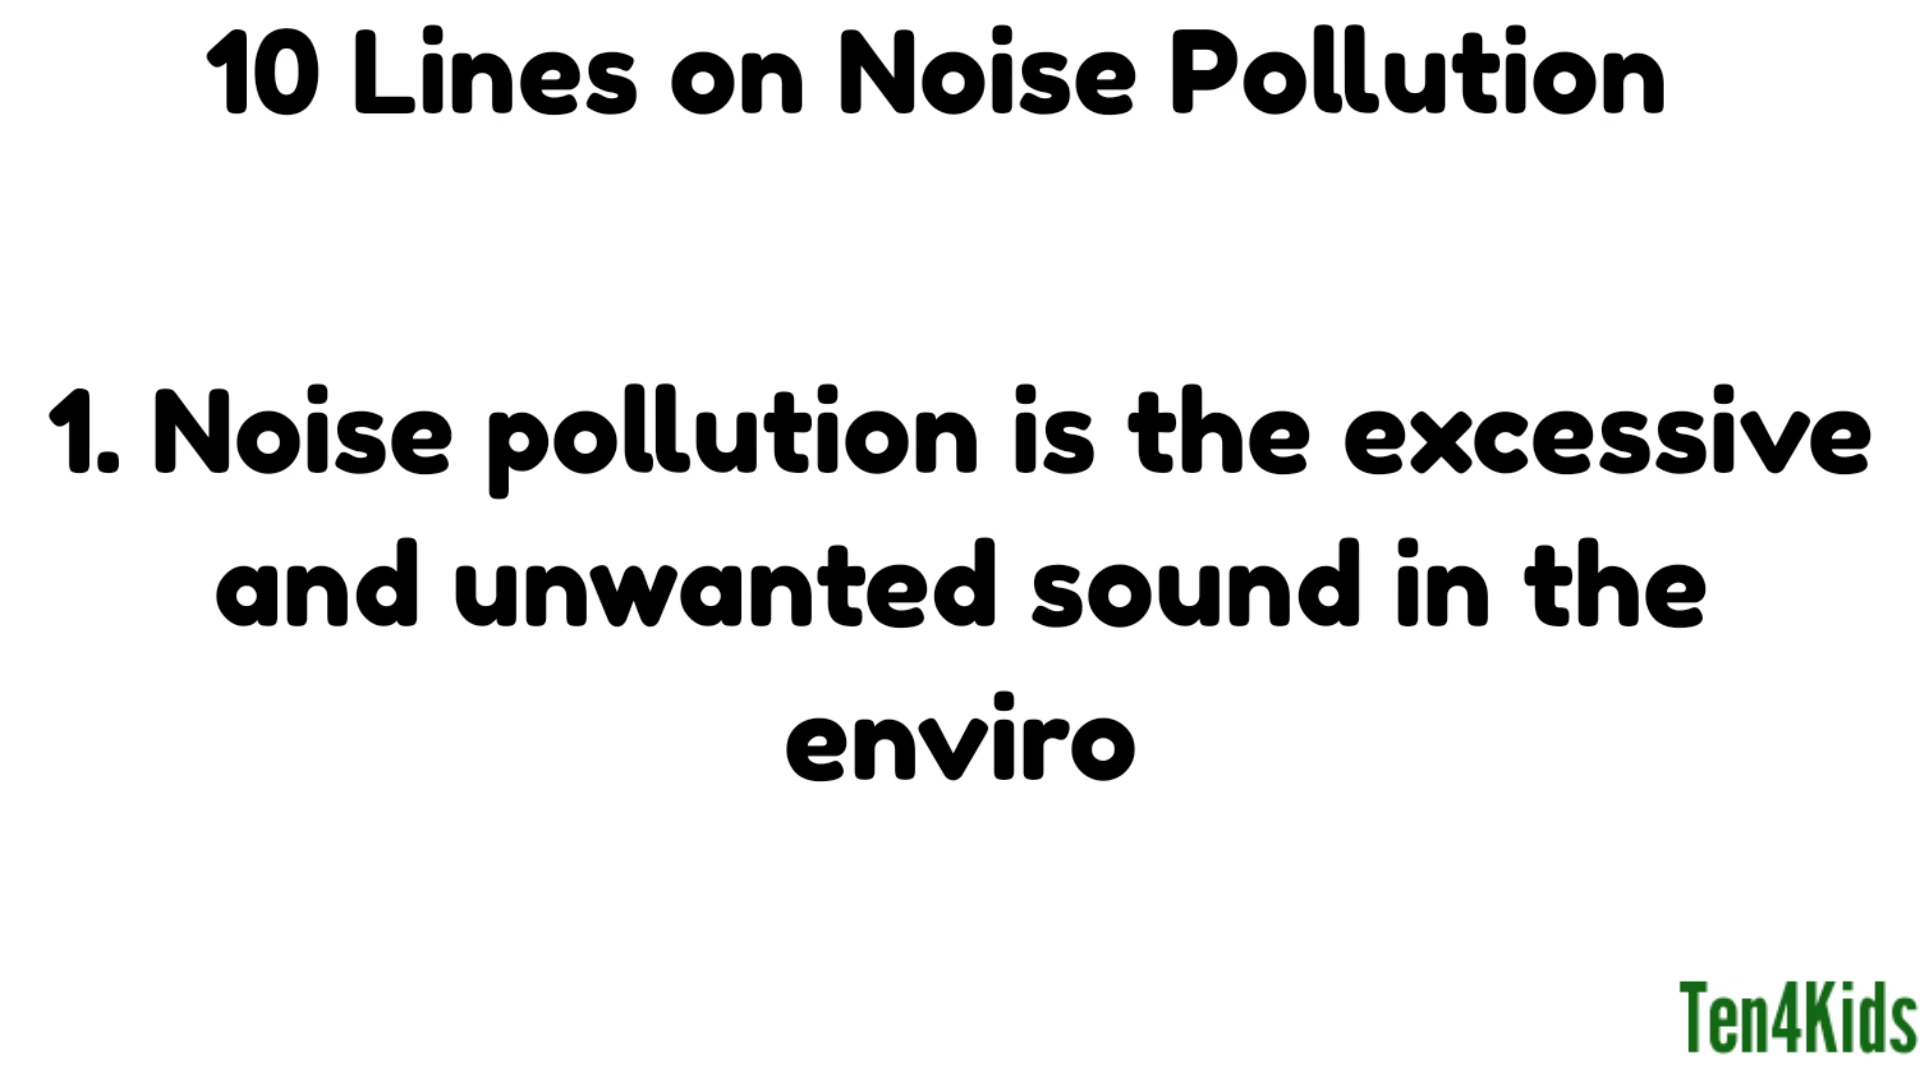 10 Lines on Noise Pollution
1. Noise pollution is the excessive
and unwanted sound in the
enviro
Ten4Kids